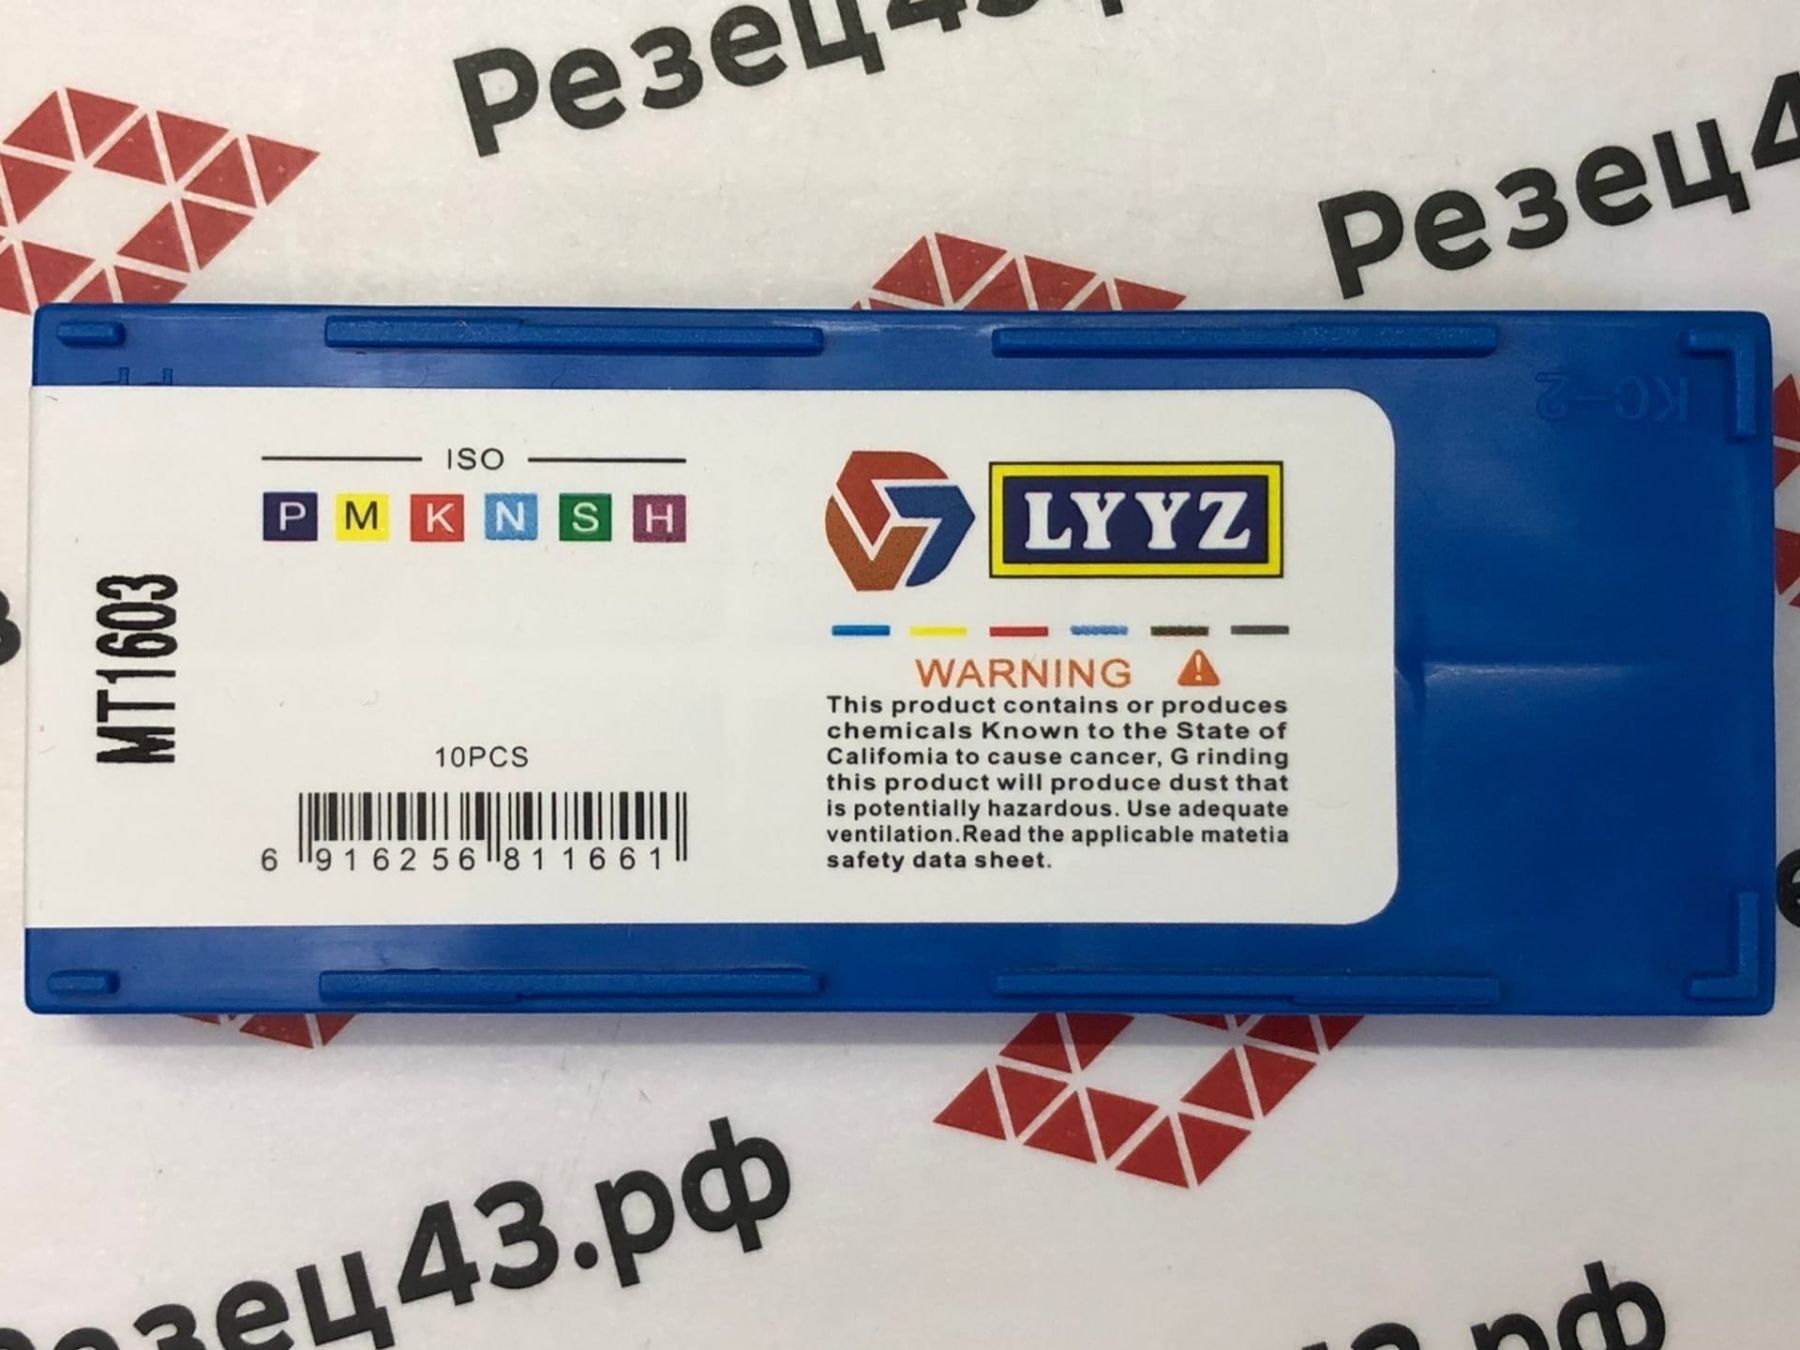 Резец43.р
Резец4
KC-2
ISO
P M K N S H
LYYZ
MT1603
WARNING
This product contains or produces
chemicals Known to the State of
Califomia to cause cancer, G rinding
this product will produce dust that
is potentially hazardous. Use adequate
ventilation.Read the applicable matetia
safety data sheet.
10PCS
6 916256 811661
Резец43.рф
43.рф